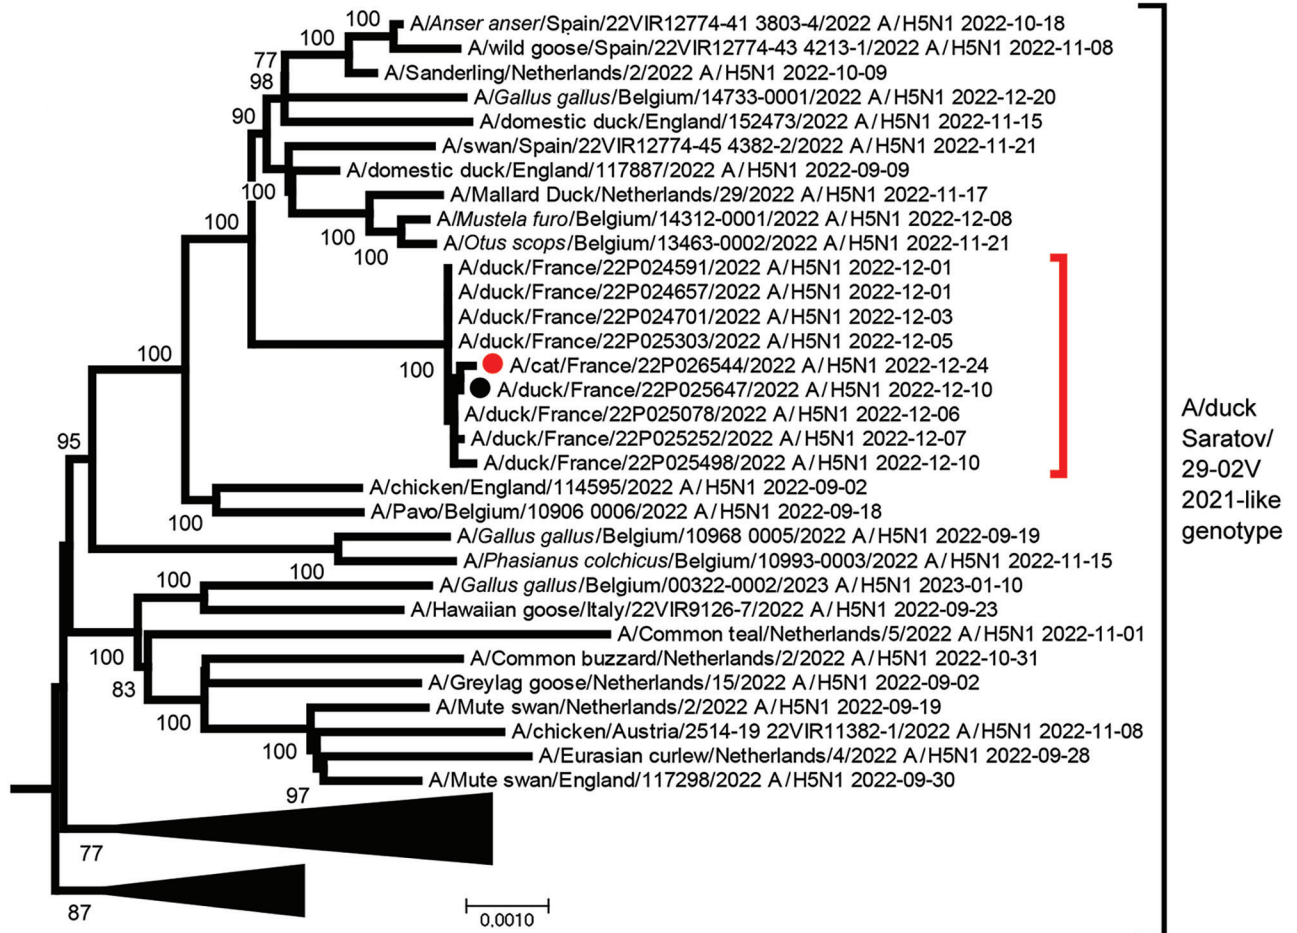 100
A/Anser anser/Spain/22VIR12774-41 3803-4/2022 A/H5N1 2022-10-18
100
A/wild goose/Spain/22VIR12774-43 4213-1/2022 A/H5N1 2022-11-08
77
A/Sanderling/Netherlands/2/2022 A/H5N1 2022-10-09
98
A/Gallus gallus/Belgium/14733-0001/2022 A/H5N1 2022-12-20
90
A/domestic duck/England/152473/2022 A/H5N1 2022-11-15
A/swan/Spain/22VIR12774-45 4382-2/2022 A/H5N1 2022-11-21
A/domestic duck/England/117887/2022 A/H5N1 2022-09-09
100
A/Mallard Duck/Netherlands/29/2022 A/H5N1 2022-11-17
100
A/Mustela furo/Belgium/14312-0001/2022 A/H5N1 2022-12-08
100
A/Otus scops/Belgium/13463-0002/2022 A/H5N1 2022-11-21
100
A/duck/France/22P024591/2022 A/H5N1 2022-12-01
A/duck/France/22P024657/2022 A/H5N1 2022-12-01
A/duck/France/22P024701/2022 A/H5N1 2022-12-03
A/duck/France/22P025303/2022 A/H5N1 2022-12-05
100
100
A/cat/France/22P026544/2022 A/H5N1 2022-12-24
A/duck/France/22P025647/2022 A/H5N1 2022-12-10
A/duck/France/22P025078/2022 A/H5N1 2022-12-06
95
A/duck/France/22P025252/2022 A/H5N1 2022-12-07
A/duck/France/22P025498/2022 A/H5N1 2022-12-10
A/chicken/England/114595/2022 A/H5N1 2022-09-02
A/Pavo/Belgium/10906 0006/2022 A/H5N1 2022-09-18
100
A/Gallus gallus/Belgium/10968 0005/2022 A/H5N1 2022-09-19
A/Phasianus colchicus/Belgium/10993-0003/2022 A/H5N1 2022-11-15
100
100
A/Gallus gallus/Belgium/00322-0002/2023 A/H5N1 2023-01-10
A/Hawaiian goose/Italy/22VIR9126-7/2022 A/H5N1 2022-09-23
A/Common teal/Netherlands/5/2022 A/H5N1 2022-11-01
100
A/Common buzzard/Netherlands/2/2022 A/H5N1 2022-10-31
83
A/Greylag goose/Netherlands/15/2022 A/H5N1 2022-09-02
A/Mute swan/Netherlands/2/2022 A/H5N1 2022-09-19
100
A/chicken/Austria/2514-19 22VIR11382-1/2022 A/H5N1 2022-11-08
100
A/Eurasian curlew/Netherlands/4/2022 A/H5N1 2022-09-28
A/Mute swan/England/117298/2022 A/H5N1 2022-09-30
97
77
87
0,0010
A/duck
Saratov/
29-02V
2021-like
genotype